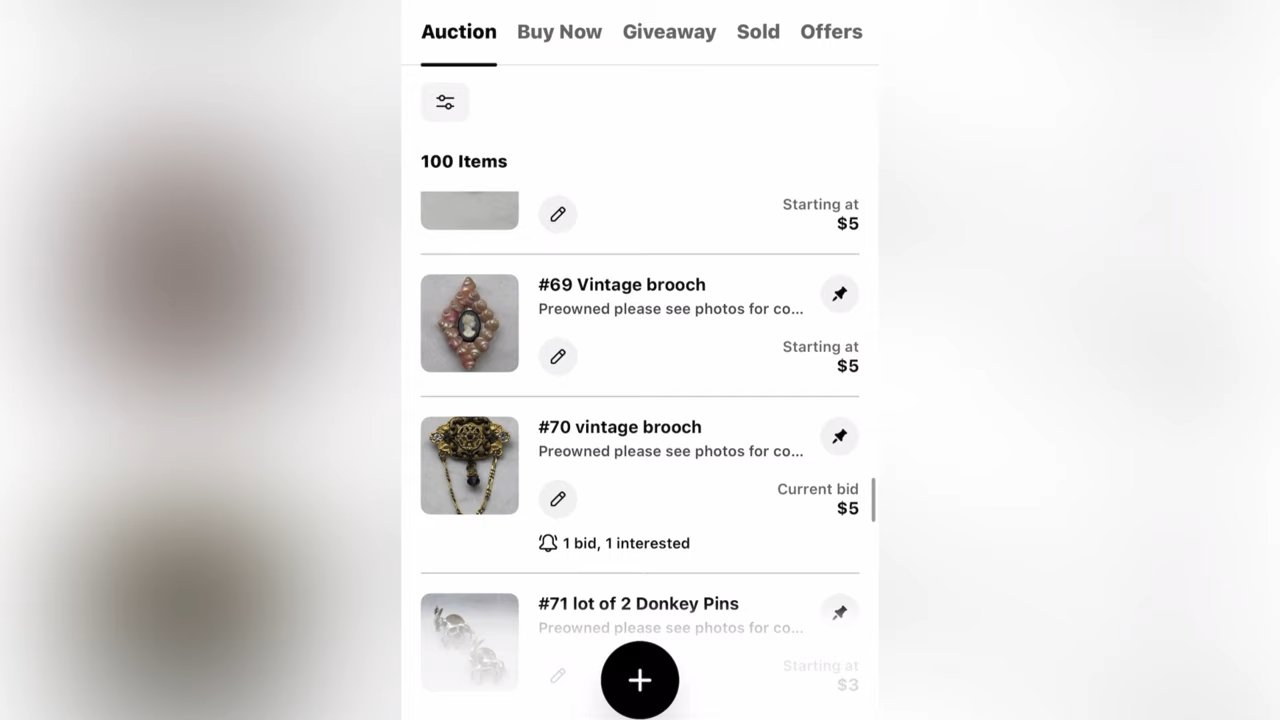 Auction Buy Now Giveaway Sold Offers
100 Items
Starting at
$5
#69 Vintage brooch
Preowned please see photos for co...
Starting at
$5
#70 vintage brooch
Preowned please see photos for co...
Current bid
$5
1 bid, 1 interested
#71 lot of 2 Donkey Pins
Preowned please see photos for co...
Starting at
$3